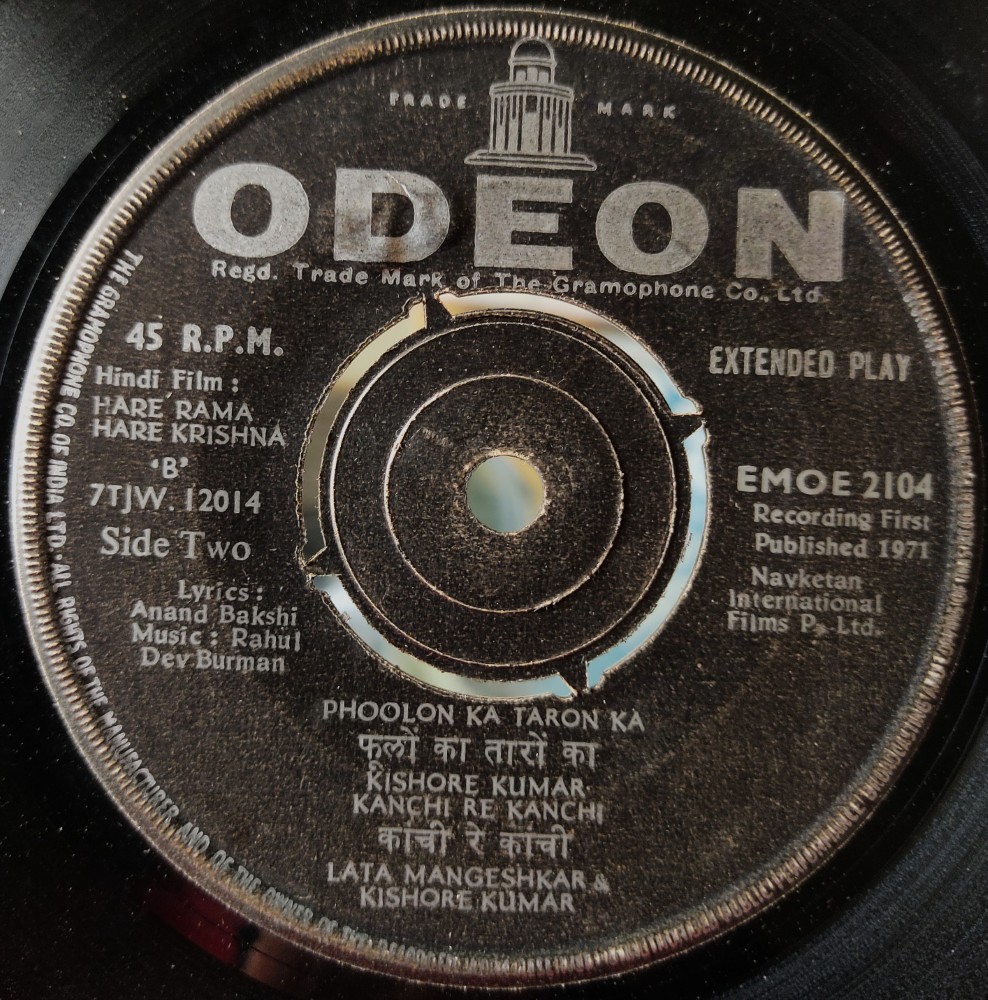 TRADE MARK
ODEON
Regd. Trade Mark of The Gramophone Co., Ltd.
45 R.P.M.
EXTENDED PLAY
Hindi Film :
HARE RAMA
HARE KRISHNA
'B'
7TJW. 12014
Side Two
EMOE 2104
Recording First
Published 1971
Navketan
International
Films P. Ltd.
Lyrics :
Anand Bakshi
Music : Rahul
Dev Burman
PHOOLON KA TARON KA
फूलों का तारों का
KISHORE KUMAR
KANCHI RE KANCHI
कांची रे कांची
LATA MANGESHKAR &
KISHORE KUMAR
THE GRAMOPHONE CO. OF INDIA LTD. ALL RIGHTS OF THE MANUFACTURER AND OF THE OWNER OF